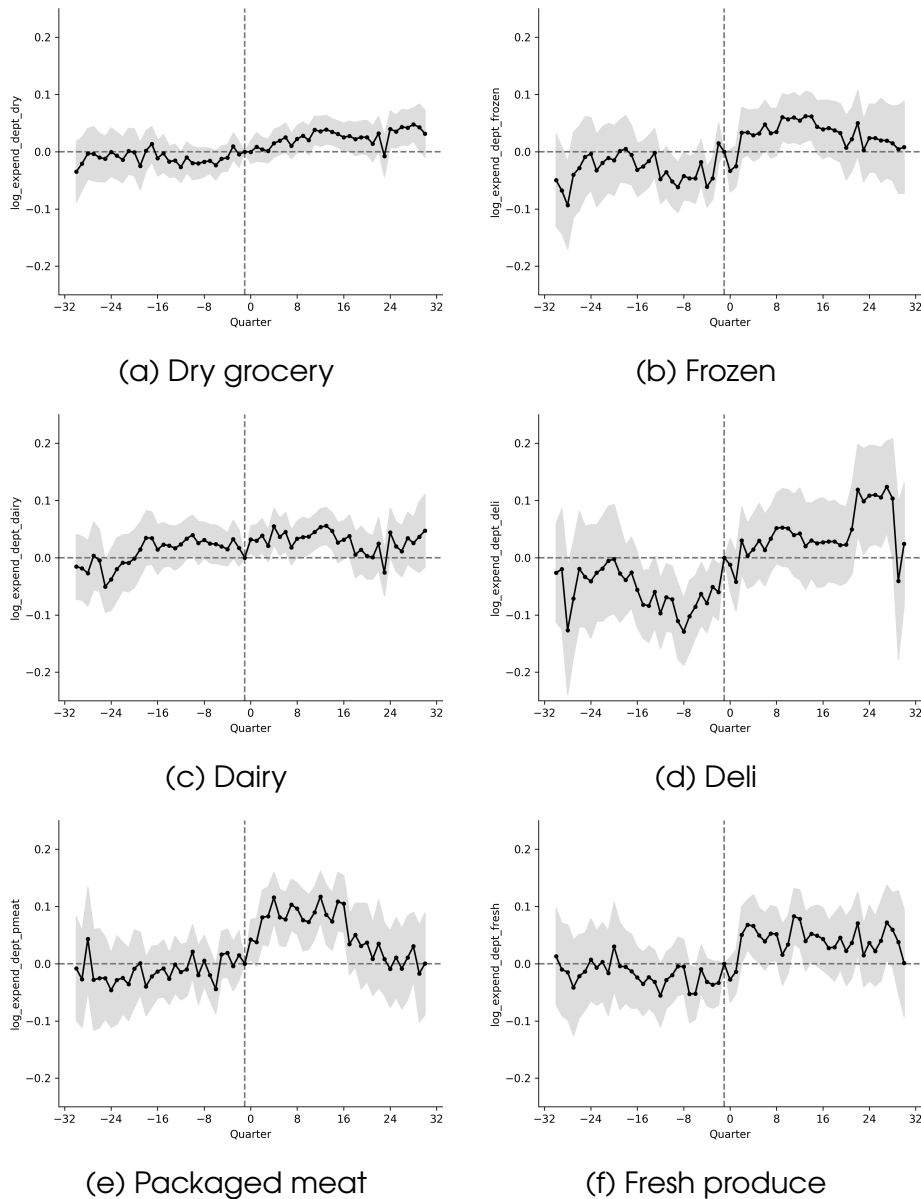 0.2
0.1
0.0
−0.1
−0.2
log_expend_dept_dry
−32 −24 −16 −8 0 8 16 24 32
Quarter
(a) Dry grocery
0.2
0.1
0.0
−0.1
−0.2
log_expend_dept_frozen
−32 −24 −16 −8 0 8 16 24 32
Quarter
(b) Frozen
0.2
0.1
0.0
−0.1
−0.2
log_expend_dept_dairy
−32 −24 −16 −8 0 8 16 24 32
Quarter
(c) Dairy
0.2
0.1
0.0
−0.1
−0.2
log_expend_dept_deli
−32 −24 −16 −8 0 8 16 24 32
Quarter
(d) Deli
0.2
0.1
0.0
−0.1
−0.2
log_expend_dept_pmeat
−32 −24 −16 −8 0 8 16 24 32
Quarter
(e) Packaged meat
0.2
0.1
0.0
−0.1
−0.2
log_expend_dept_fresh
−32 −24 −16 −8 0 8 16 24 32
Quarter
(f) Fresh produce